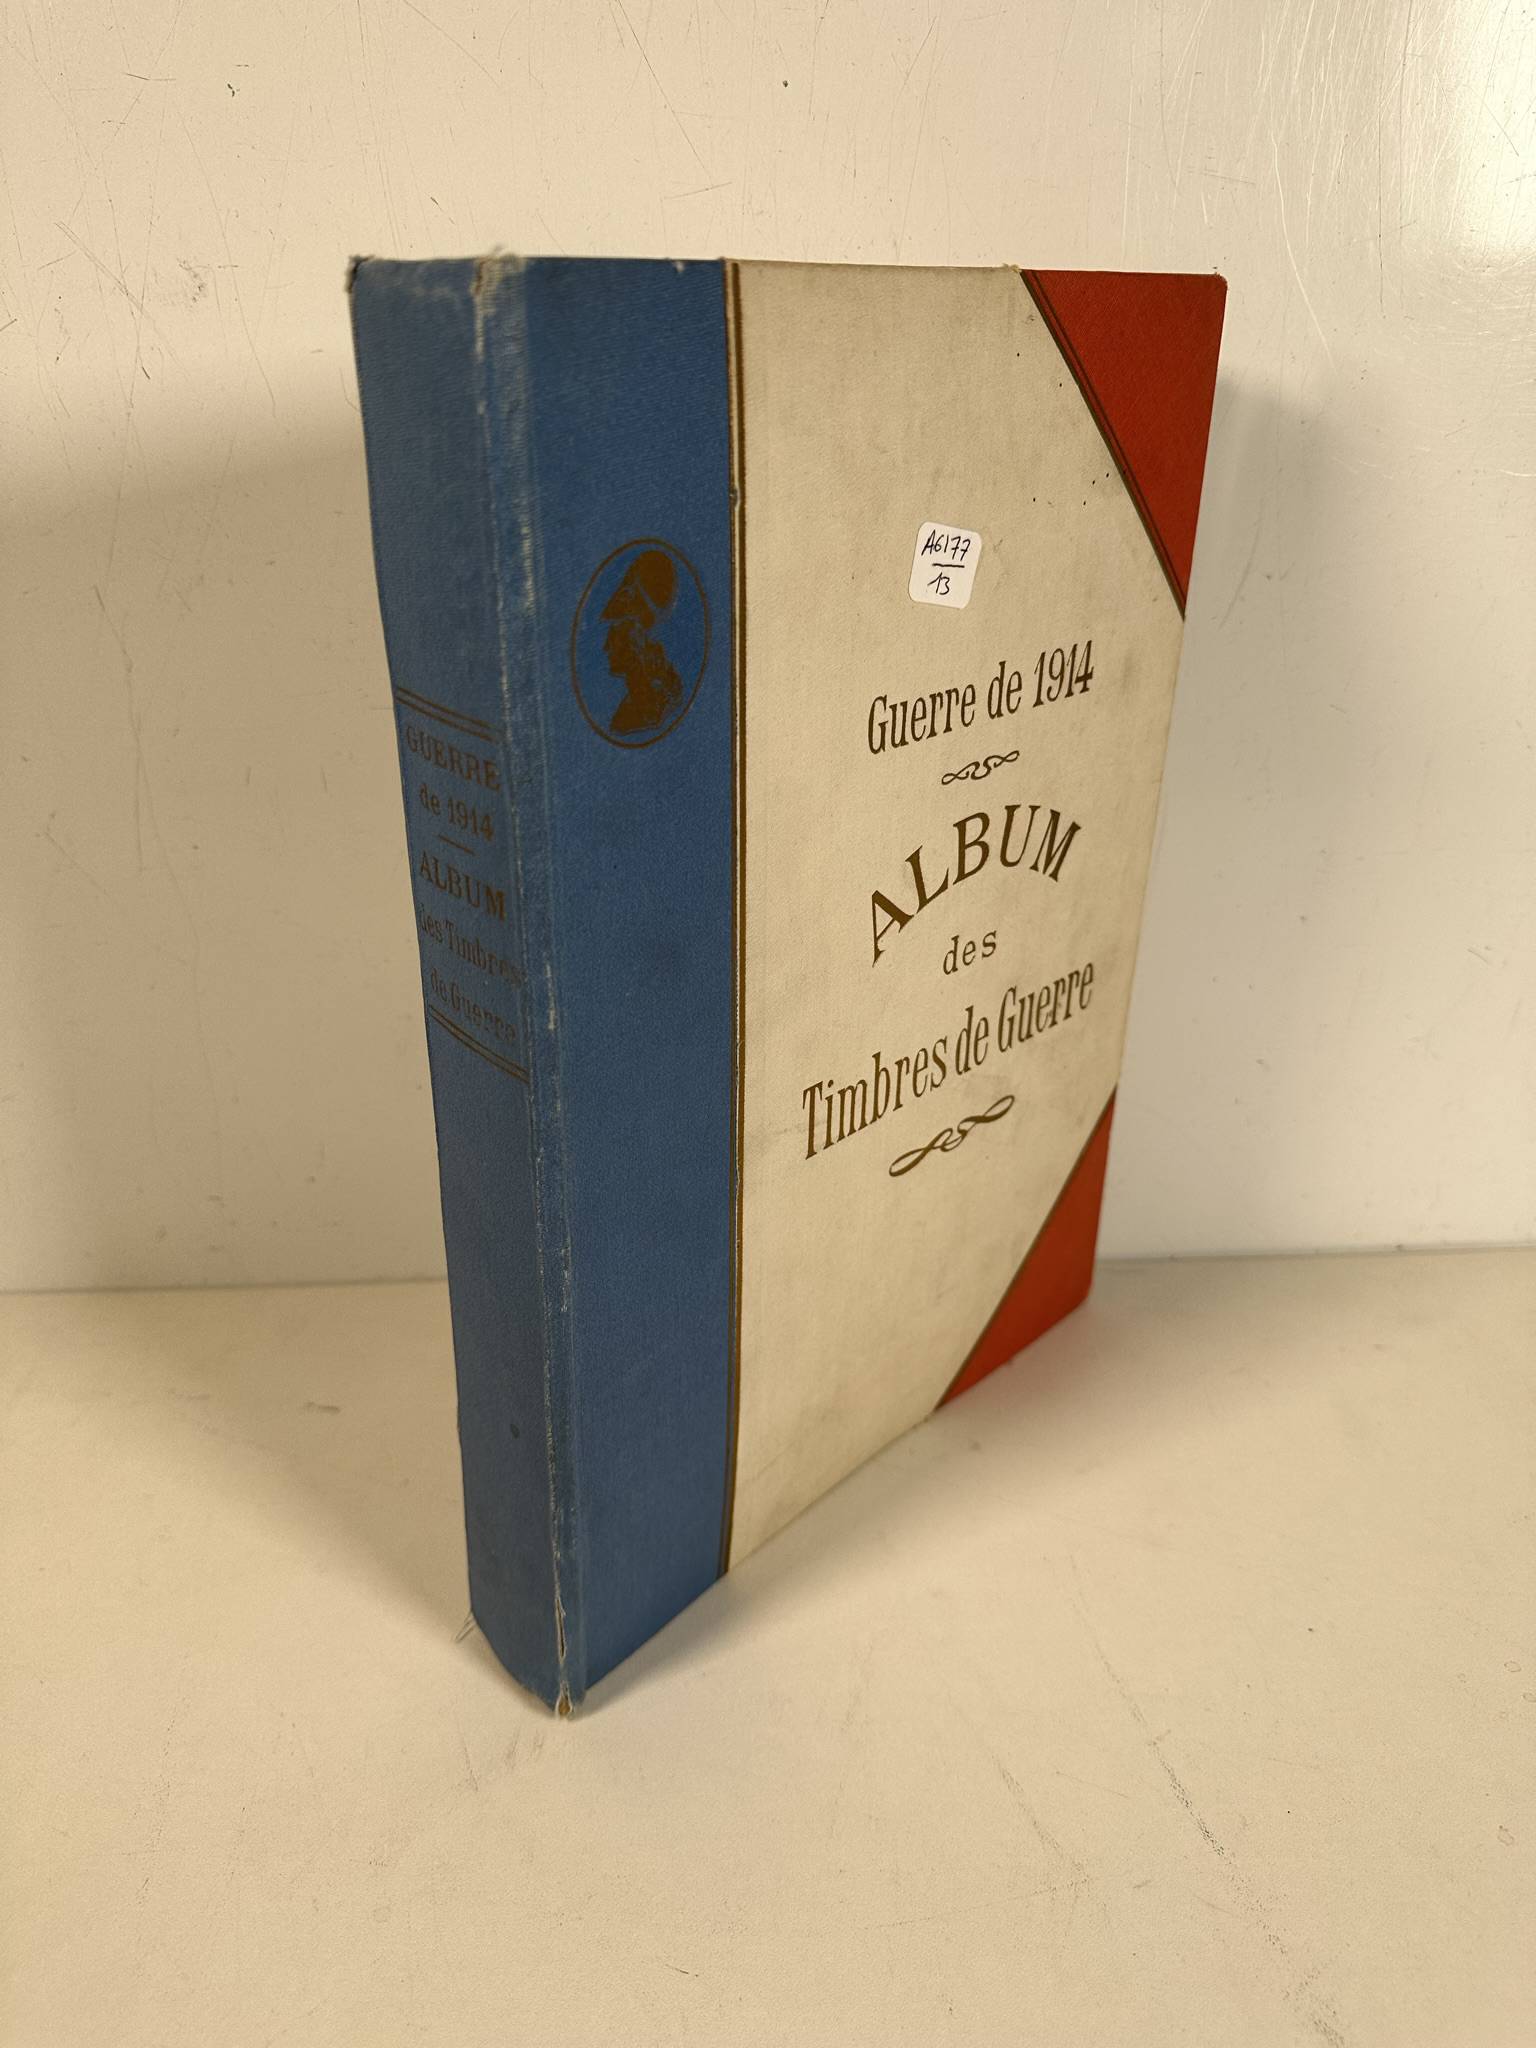 GUERRE
de 1914
ALBUM
des Timbres
de Guerre
A6177
13
Guerre de 1914
ALBUM
des
Timbres de Guerre